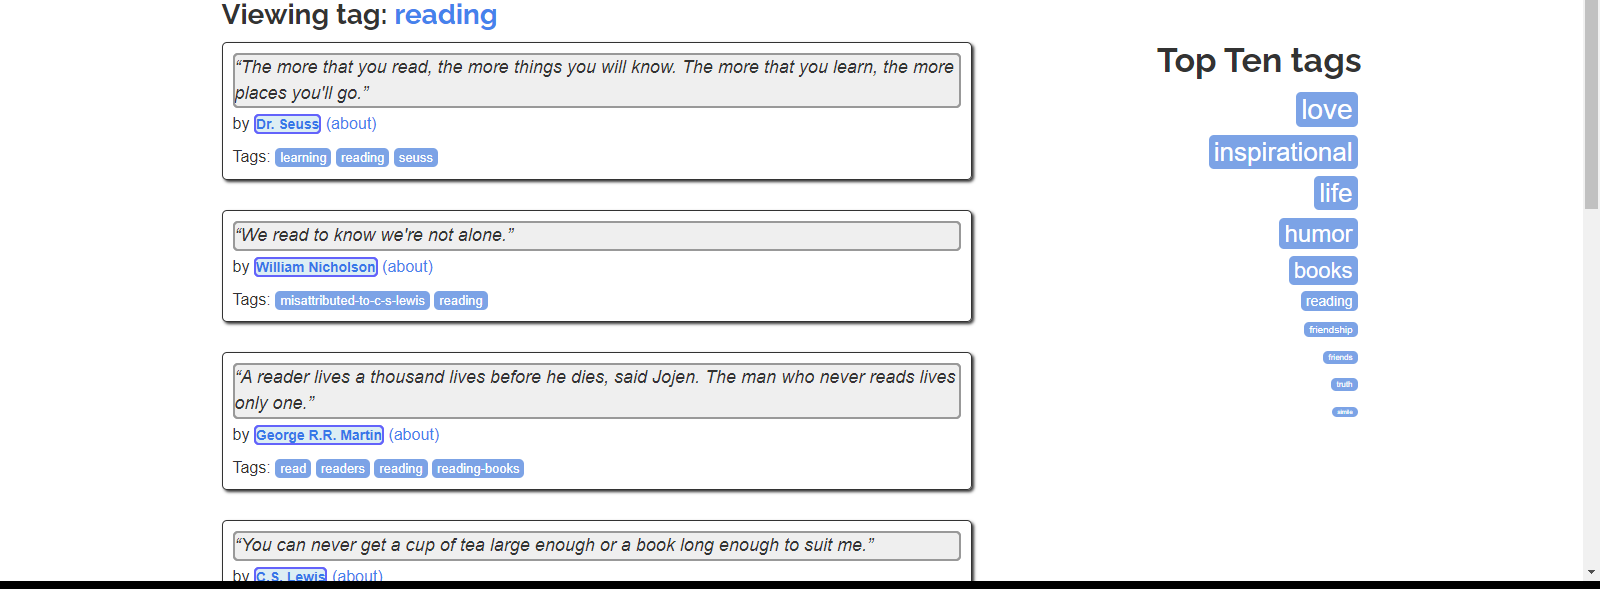 Viewing tag: reading
“The more that you read, the more things you will know. The more that you learn, the more
places you'll go.”
by Dr. Seuss (about)
Tags: learning reading seuss
“We read to know we're not alone.”
by William Nicholson (about)
Tags: misattributed-to-c-s-lewis reading
“A reader lives a thousand lives before he dies, said Jojen. The man who never reads lives
only one.”
by George R.R. Martin (about)
Tags: read readers reading reading-books
“You can never get a cup of tea large enough or a book long enough to suit me.”
by C.S. Lewis (about)
Top Ten tags
love
inspirational
life
humor
books
reading
friendship
friends
truth
simile